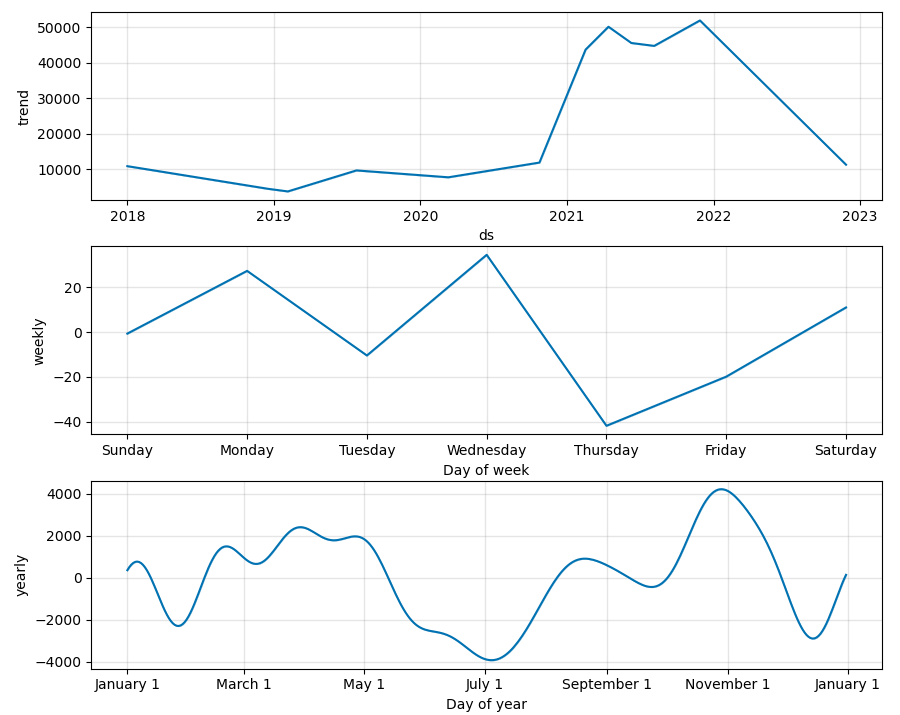 50000
40000
30000
20000
10000
trend
2018 2019 2020 2021 2022 2023
ds
20
0
−20
−40
weekly
Sunday Monday Tuesday Wednesday Thursday Friday Saturday
Day of week
4000
2000
0
−2000
−4000
yearly
January 1 March 1 May 1 July 1 September 1 November 1 January 1
Day of year